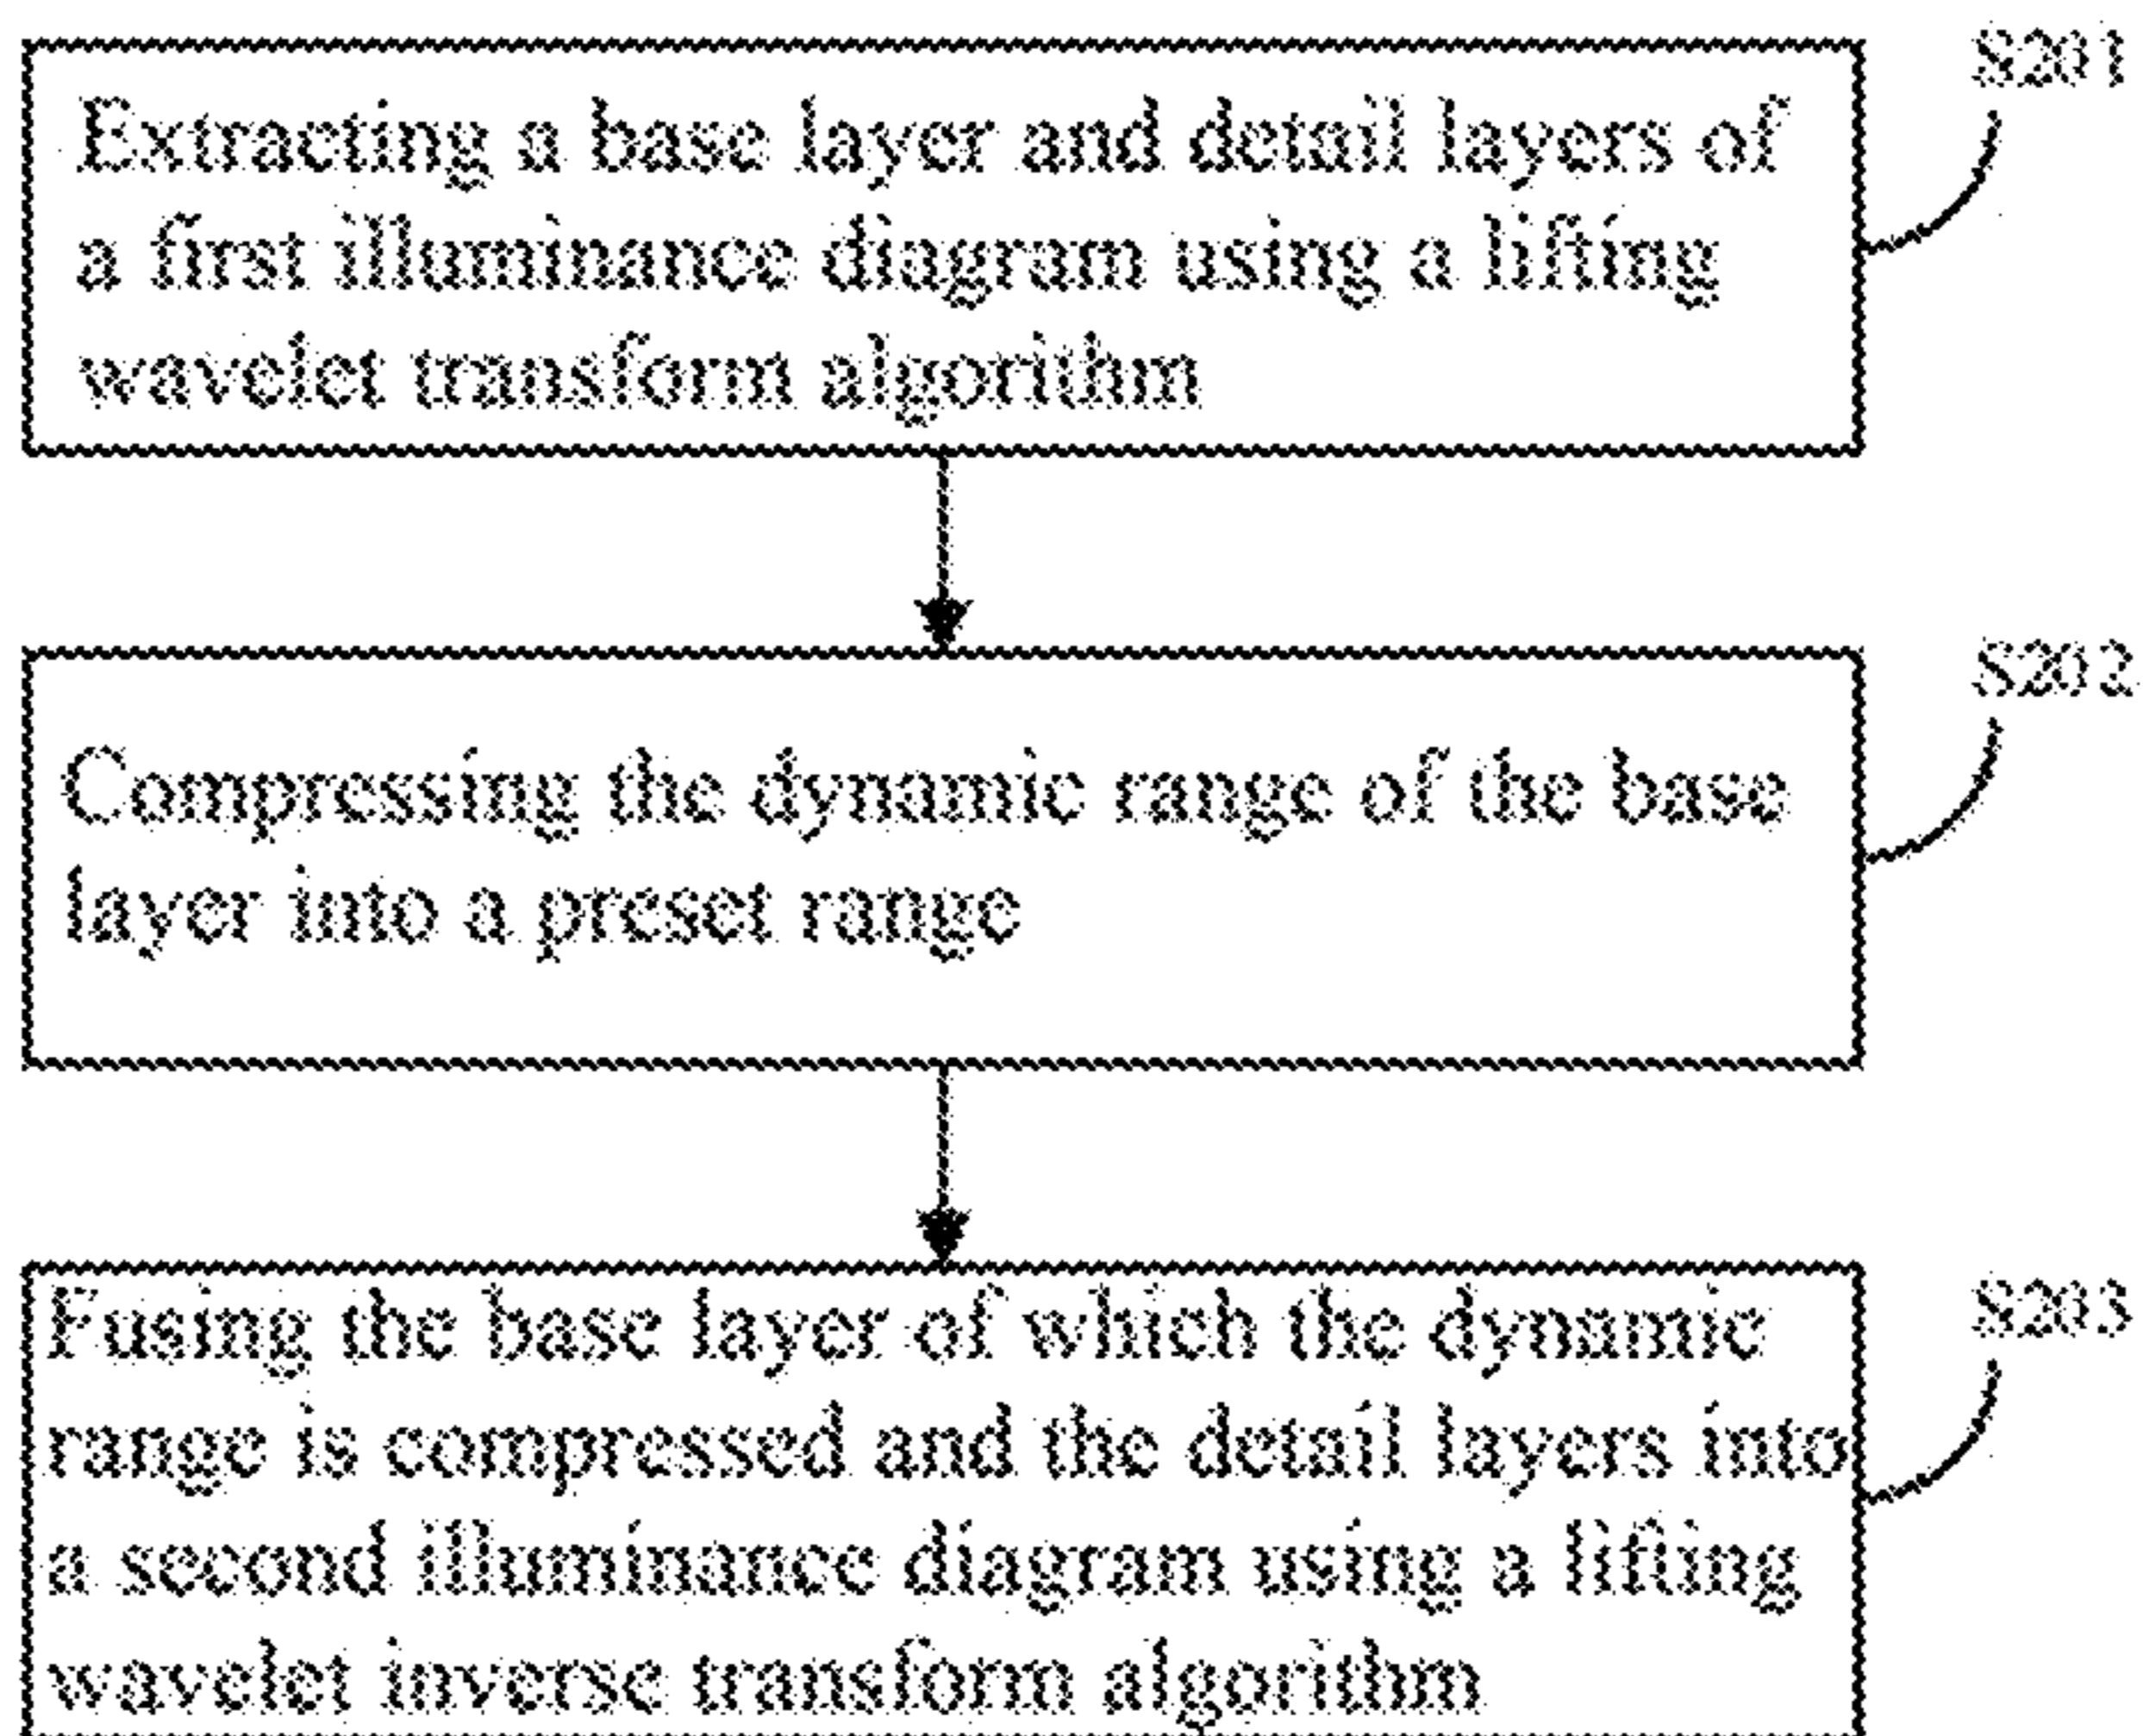 S201
Extracting a base layer and detail layers of
a first illuminance diagram using a lifting
wavelet transform algorithm
S202
Compressing the dynamic range of the base
layer into a preset range
S203
Fusing the base layer of which the dynamic
range is compressed and the detail layers into
a second illuminance diagram using a lifting
wavelet inverse transform algorithm